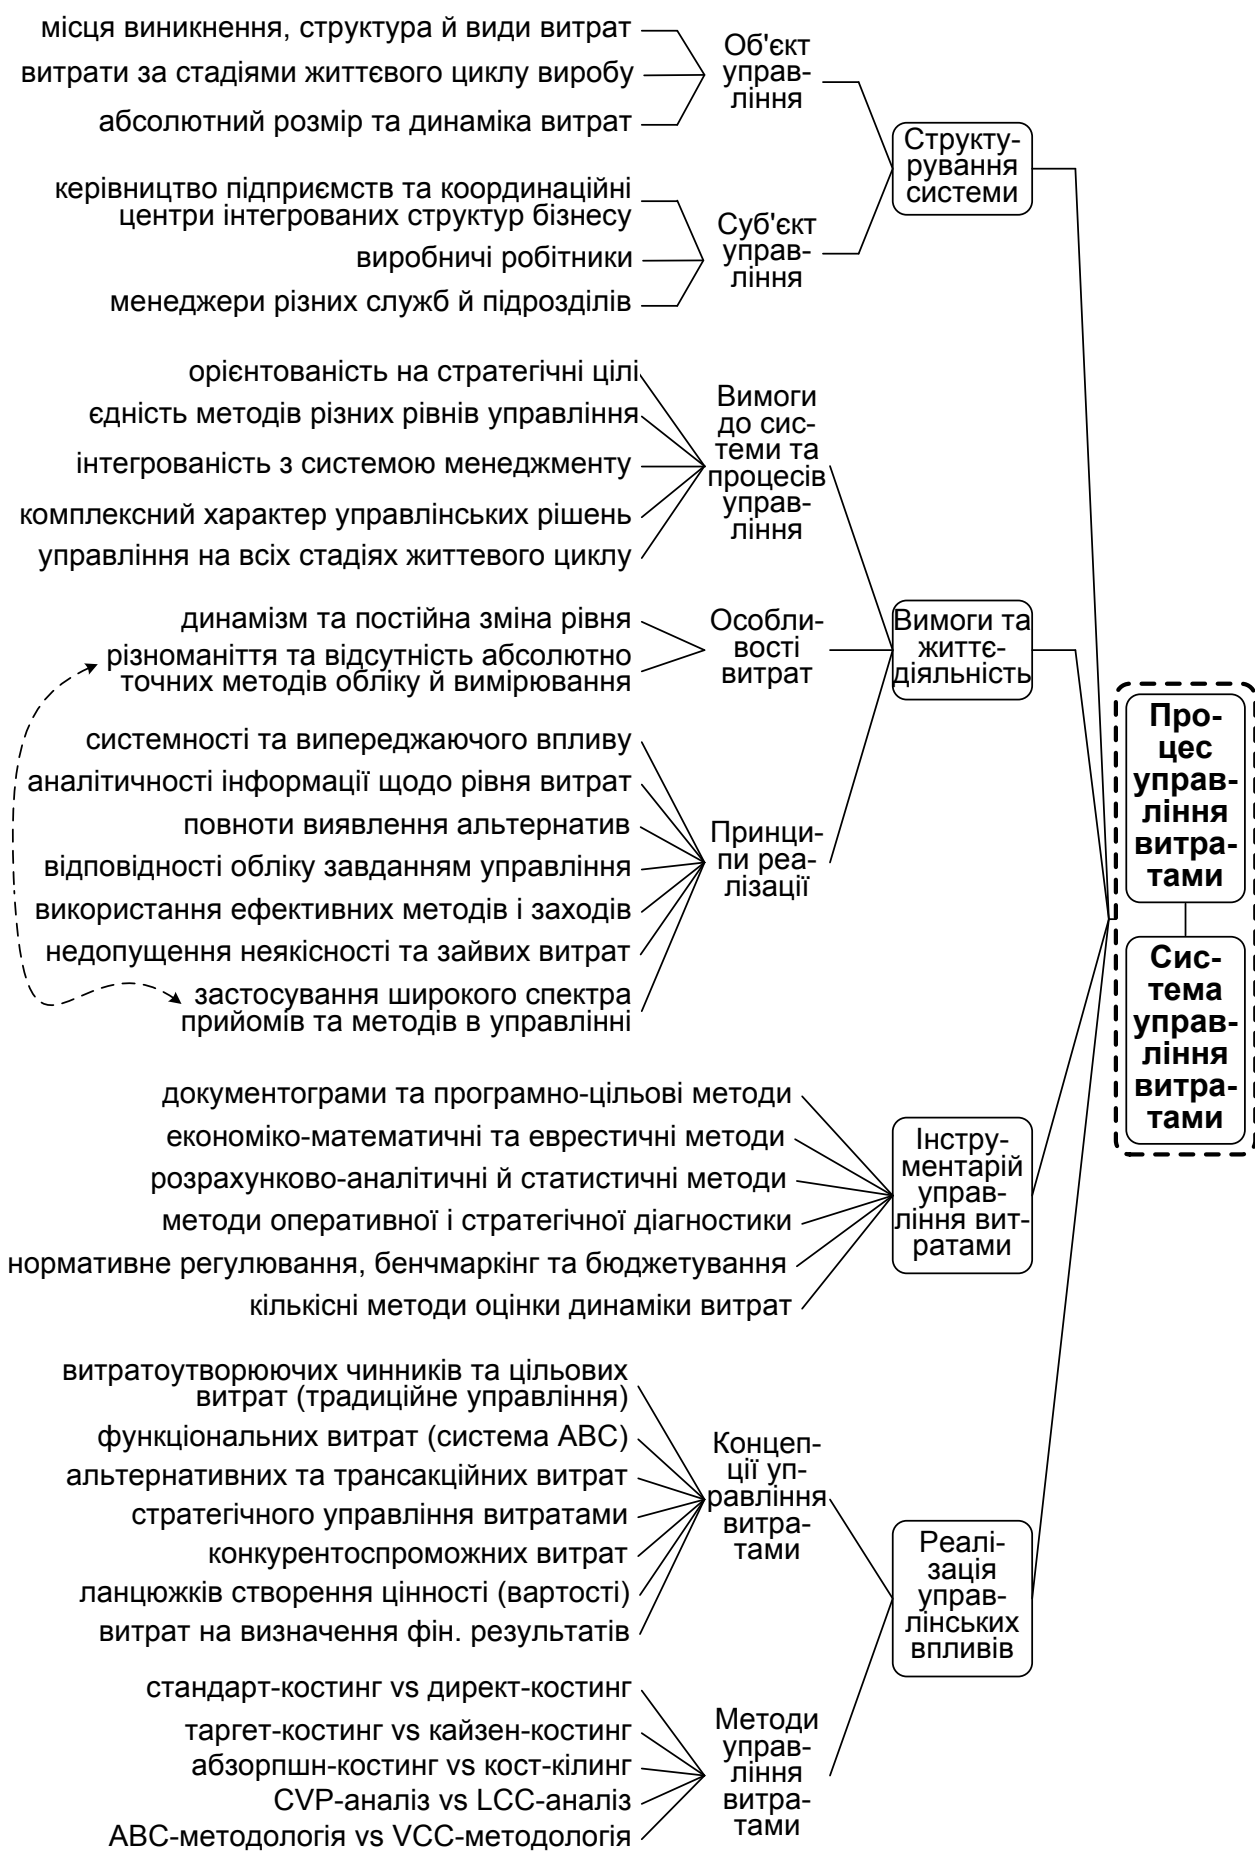 місця виникнення, структура й види витрат
витрати за стадіями життєвого циклу виробу
абсолютний розмір та динаміка витрат
Об'єкт
управ-
ління
керівництво підприємств та координаційні
центри інтегрованих структур бізнесу
виробничі робітники
менеджери різних служб й підрозділів
Суб'єкт
управ-
ління
Структу-
рування
системи
орієнтованість на стратегічні цілі
єдність методів різних рівнів управління
інтегрованість з системою менеджменту
комплексний характер управлінських рішень
управління на всіх стадіях життевого циклу
Вимоги
до сис-
теми та
процесів
управ-
ління
динамізм та постійна зміна рівня
різноманіття та відсутність абсолютно
точних методів обліку й вимірювання
Особли-
вості
витрат
системності та випереджаючого впливу
аналітичності інформації щодо рівня витрат
повноти виявлення альтернатив
відповідності обліку завданням управління
використання ефективних методів і заходів
недопущення неякісності та зайвих витрат
застосування широкого спектра
прийомів та методів в управлінні
Принци-
пи реа-
лізації
Вимоги та
життє-
діяльність
документограми та програмно-цільові методи
економіко-математичні та еврестичні методи
розрахунково-аналітичні й статистичні методи
методи оперативної і стратегічної діагностики
нормативне регулювання, бенчмаркінг та бюджетування
кількісні методи оцінки динаміки витрат
Інстру-
ментарій
управ-
ління вит-
ратами
витратоутворюючих чинників та цільових
витрат (традиційне управління)
функціональних витрат (система АВС)
альтернативних та трансакційних витрат
стратегічного управління витратами
конкурентоспроможних витрат
ланцюжків створення цінності (вартості)
витрат на визначення фін. результатів
Концеп-
ції уп-
равління
витра-
тами
стандарт-костинг vs директ-костинг
таргет-костинг vs кайзен-костинг
абзорпшн-костинг vs кост-кілинг
CVP-аналіз vs LCC-аналіз
АВС-методологія vs VCC-методологія
Методи
управ-
ління
витра-
тами
Реалі-
зація
управ-
лінських
впливів
Про-
цес
управ-
ління
витра-
тами
Сис-
тема
управ-
ління
витра-
тами